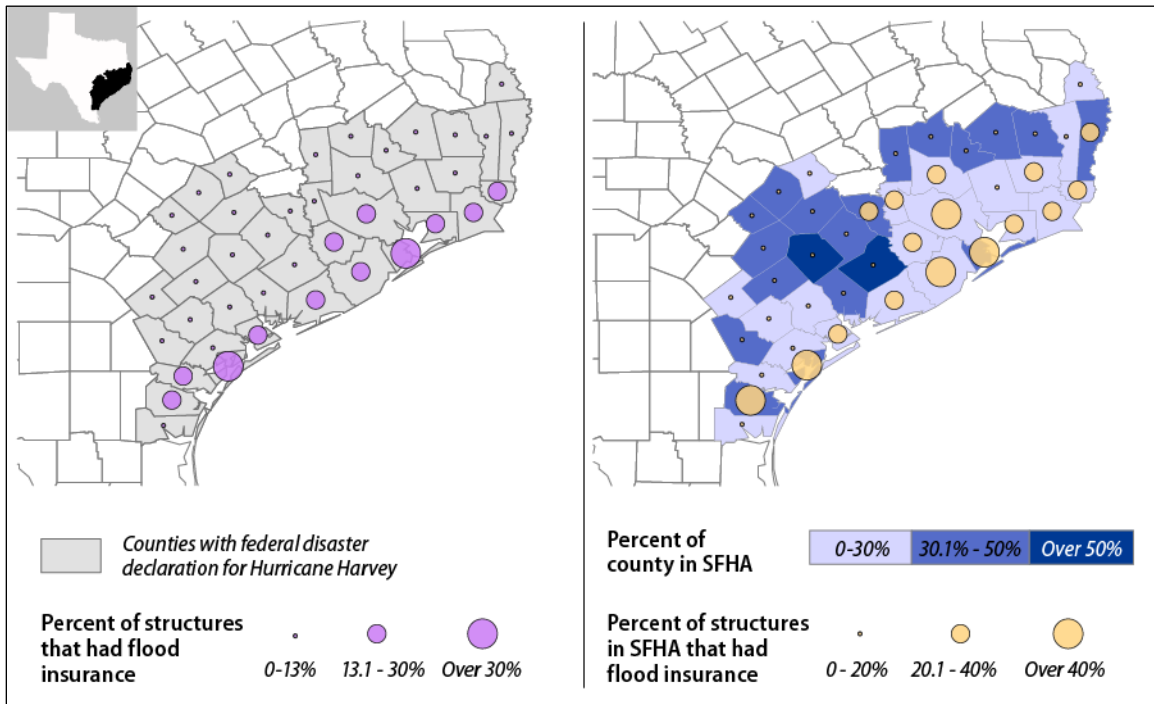 Counties with federal disaster
declaration for Hurricane Harvey
Percent of structures
that had flood
insurance
0-13%
13.1 - 30%
Over 30%
Percent of
county in SFHA
0-30%
30.1% - 50%
Over 50%
Percent of structures
in SFHA that had
flood insurance
0 - 20%
20.1 - 40%
Over 40%